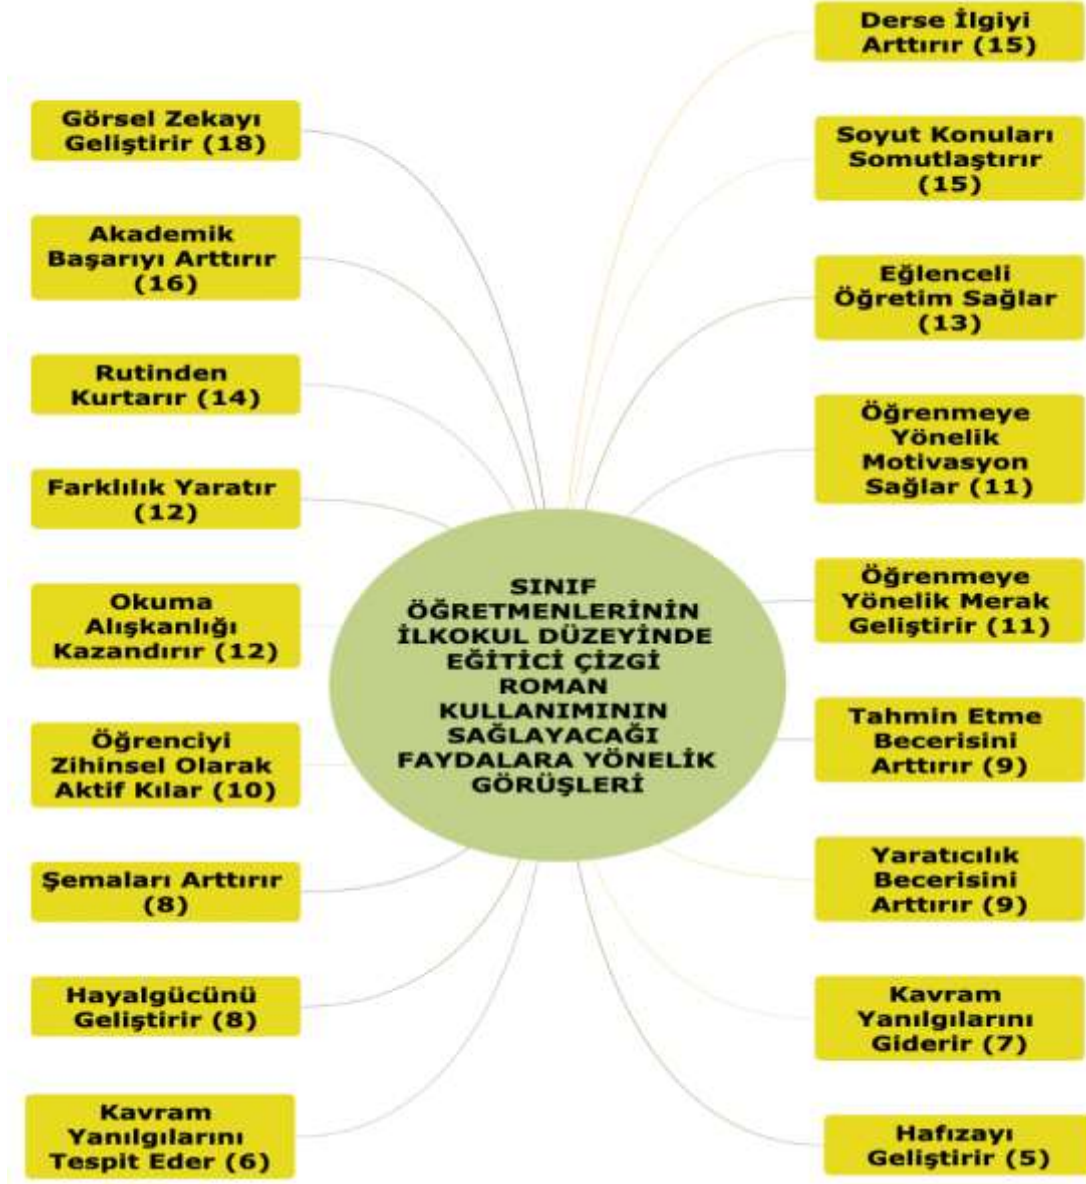 Görsel Zekayı
Geliştirir (18)
Akademik
Başarıyı Arttırır
(16)
Rutinden
Kurtarır (14)
Farklılık Yaratır
(12)
Okuma
Alışkanlığı
Kazandırır (12)
Öğrenciyi
Zihinsel Olarak
Aktif Kılar (10)
Şemaları Arttırır
(8)
Hayalgücünü
Geliştirir (8)
Kavram
Yanılgılarını
Tespit Eder (6)
SINIF
ÖĞRETMENLERİNİN
İLKOKUL DÜZEYİNDE
EĞİTİCİ ÇİZGİ
ROMAN
KULLANIMININ
SAĞLAYACAĞI
FAYDALARA YÖNELİK
GÖRÜŞLERİ
Derse İlgiyi
Arttırır (15)
Soyut Konuları
Somutlaştırır
(15)
Eğlenceli
Öğretim Sağlar
(13)
Öğrenmeye
Yönelik
Motivasyon
Sağlar (11)
Öğrenmeye
Yönelik Merak
Geliştirir (11)
Tahmin Etme
Becerisini
Arttırır (9)
Yaratıcılık
Becerisini
Arttırır (9)
Kavram
Yanılgılarını
Giderir (7)
Hafızayı
Geliştirir (5)